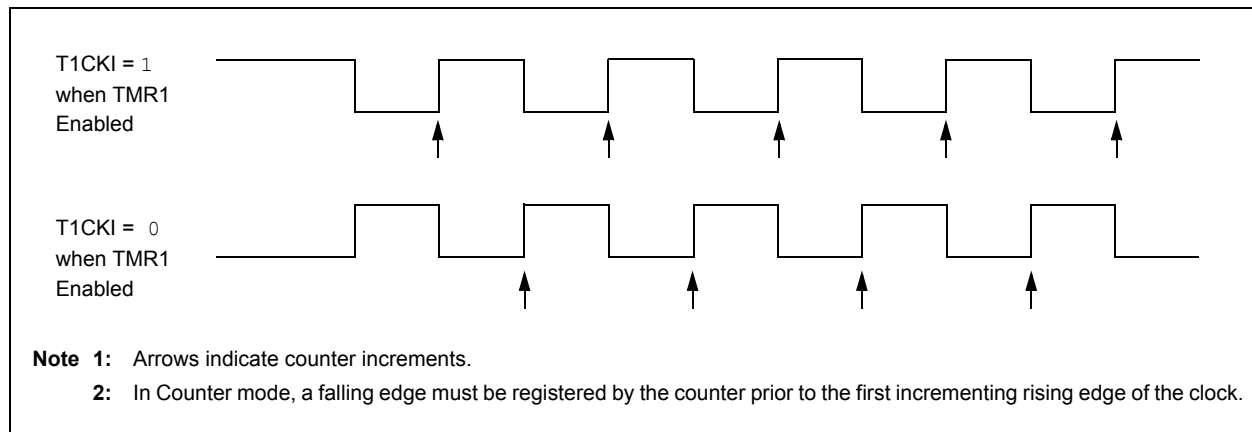 T1CKI = 1
when TMR1
Enabled
T1CKI = 0
when TMR1
Enabled
Note 1: Arrows indicate counter increments.
2: In Counter mode, a falling edge must be registered by the counter prior to the first incrementing rising edge of the clock.